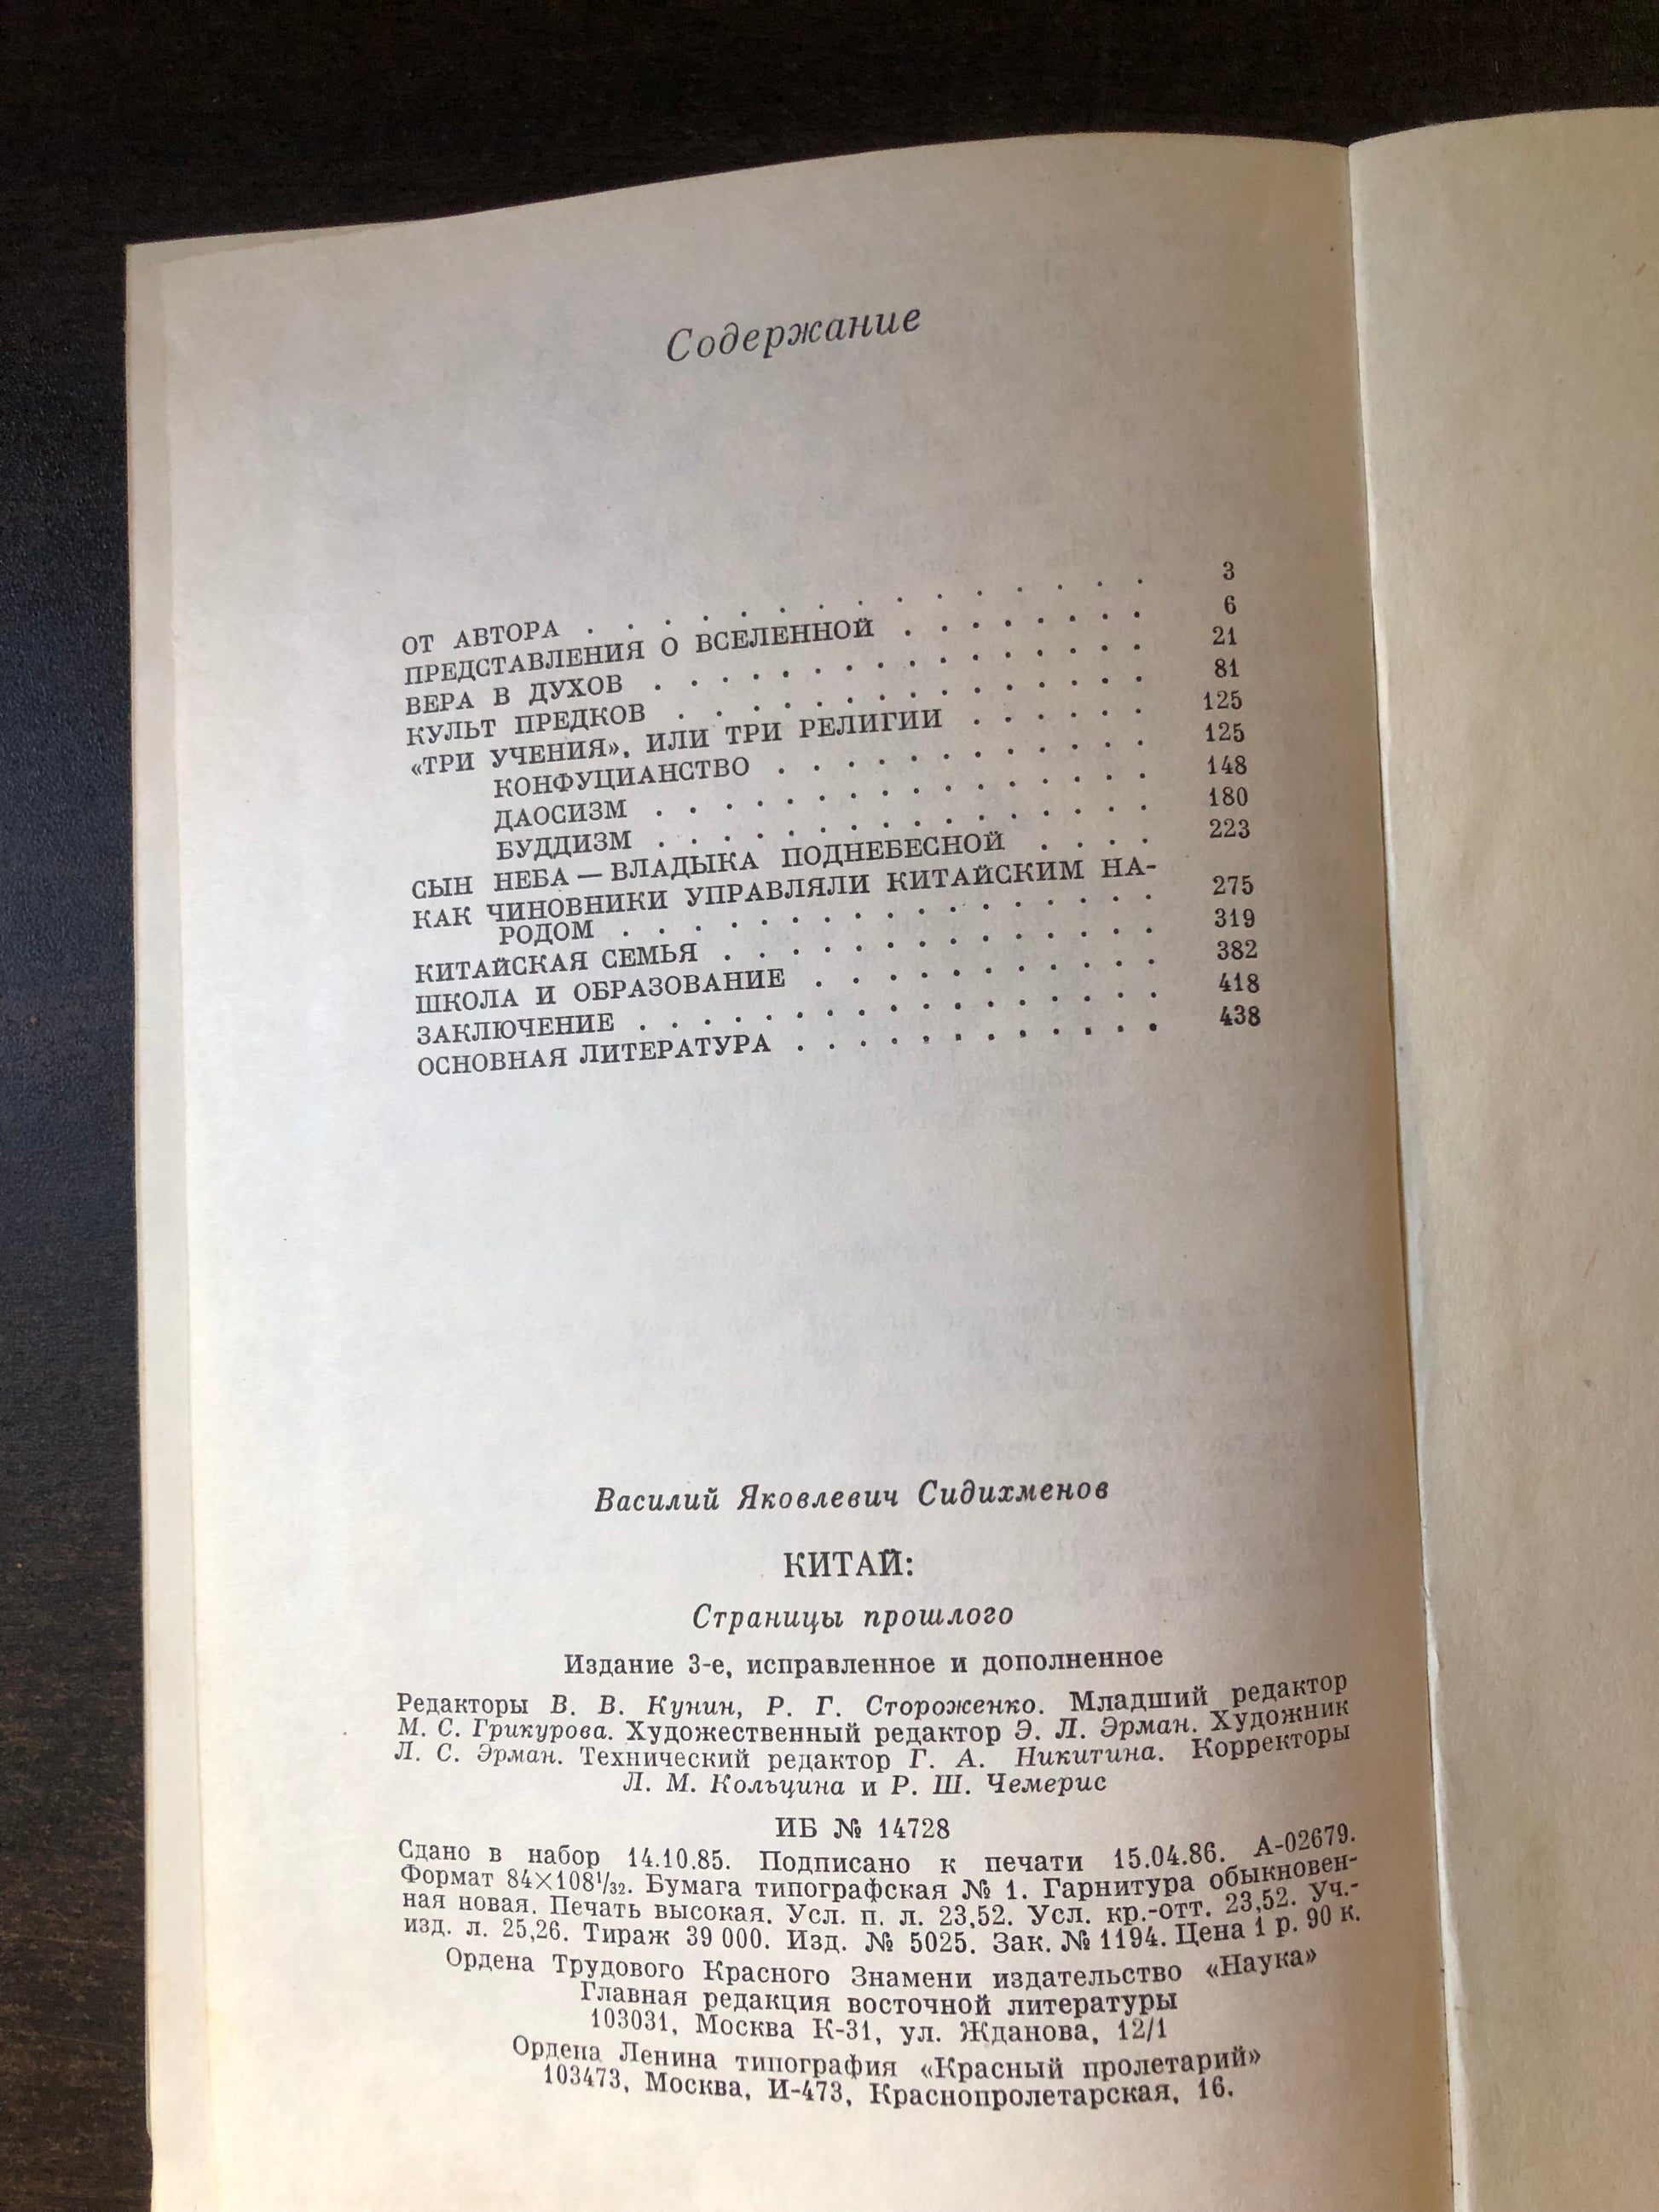 Содержание
ОТ АВТОРА . . . . . . . . . . . . . . . 3
ПРЕДСТАВЛЕНИЯ О ВСЕЛЕННОЙ . . . . . . . 6
ВЕРА В ДУХОВ . . . . . . . . . . . . . 21
КУЛЬТ ПРЕДКОВ . . . . . . . . . . . . . 81
«ТРИ УЧЕНИЯ», ИЛИ ТРИ РЕЛИГИИ . . . . . 125
КОНФУЦИАНСТВО . . . . . . . . . . 125
ДАОСИЗМ . . . . . . . . . . . . . 148
БУДДИЗМ . . . . . . . . . . . . . 180
СЫН НЕБА — ВЛАДЫКА ПОДНЕБЕСНОЙ . . . . 223
КАК ЧИНОВНИКИ УПРАВЛЯЛИ КИТАЙСКИМ НА-
РОДОМ . . . . . . . . . . . . . . 275
КИТАЙСКАЯ СЕМЬЯ . . . . . . . . . . . . 319
ШКОЛА И ОБРАЗОВАНИЕ . . . . . . . . . . 382
ЗАКЛЮЧЕНИЕ . . . . . . . . . . . . . . 418
ОСНОВНАЯ ЛИТЕРАТУРА . . . . . . . . . . 438
Василий Яковлевич Сидихменов
КИТАЙ:
Страницы прошлого
Издание 3-е, исправленное и дополненное
Редакторы В. В. Кунин, Р. Г. Стороженко. Младший редактор
М. С. Грикурова. Художественный редактор Э. Л. Эрман. Художник
Л. С. Эрман. Технический редактор Г. А. Никитина. Корректоры
Л. М. Кольцина и Р. Ш. Чемерис
ИБ № 14728
Сдано в набор 14.10.85. Подписано к печати 15.04.86. А-02679.
Формат 84×108¹/₃₂. Бумага типографская № 1. Гарнитура обыкновен-
ная новая. Печать высокая. Усл. п. л. 23,52. Усл. кр.-отт. 23,52. Уч.-
изд. л. 25,26. Тираж 39 000. Изд. № 5025. Зак. № 1194. Цена 1 р. 90 к.
Ордена Трудового Красного Знамени издательство «Наука»
Главная редакция восточной литературы
103031, Москва К-31, ул. Жданова, 12/1
Ордена Ленина типография «Красный пролетарий»
103473, Москва, И-473, Краснопролетарская, 16.